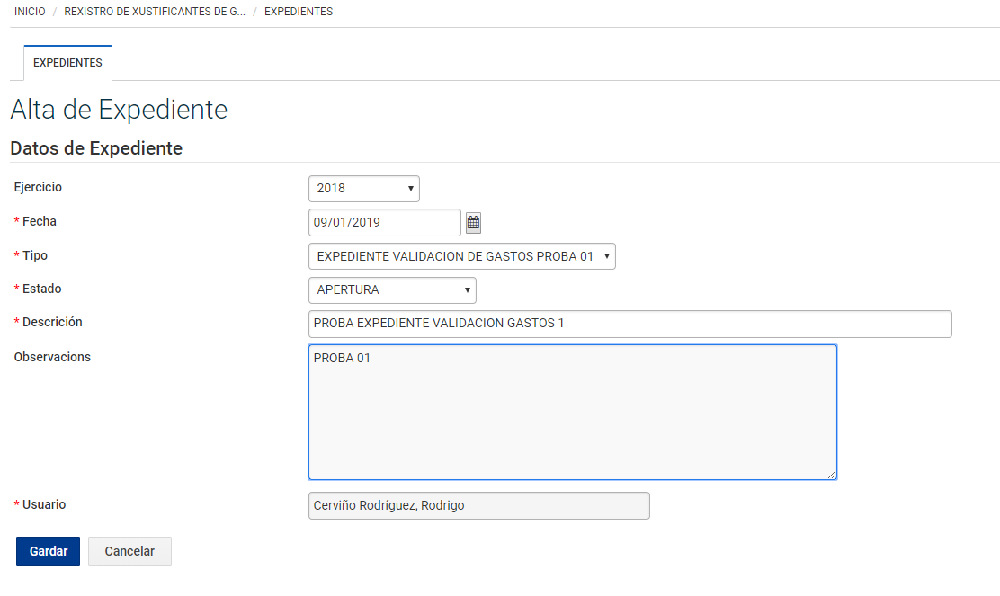 INICIO / REXISTRO DE XUSTIFICANTES DE G... / EXPEDIENTES
EXPEDIENTES
Alta de Expediente
Datos de Expediente
Ejercicio 2018
* Fecha 09/01/2019
* Tipo EXPEDIENTE VALIDACION DE GASTOS PROBA 01
* Estado APERTURA
* Descrición PROBA EXPEDIENTE VALIDACION GASTOS 1
Observacions PROBA 01
* Usuario Cerviño Rodríguez, Rodrigo
Gardar Cancelar